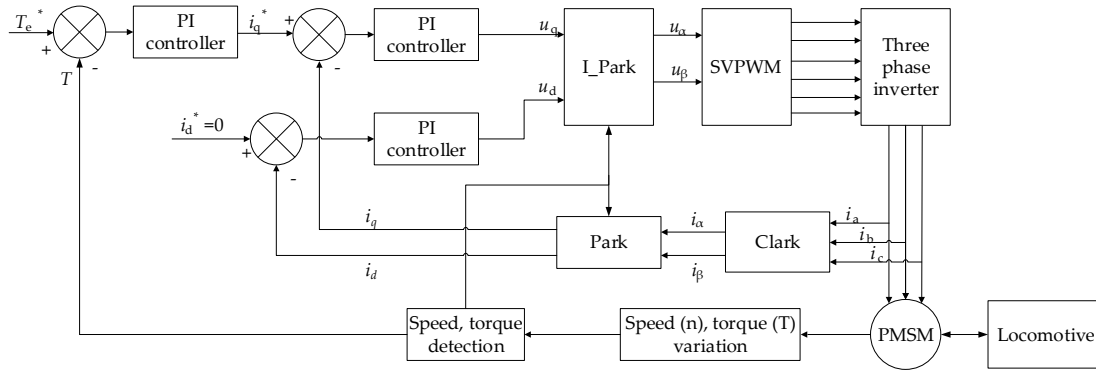 Te*
+
-
T
PI
controller
iq*
+
-
PI
controller
uq
ud
I_Park
uα
uβ
SVPWM
Three
phase
inverter
id* =0
+
-
PI
controller
iq
id
Park
iα
iβ
Clark
ia
ib
ic
Speed, torque
detection
Speed (n), torque (T)
variation
PMSM
Locomotive